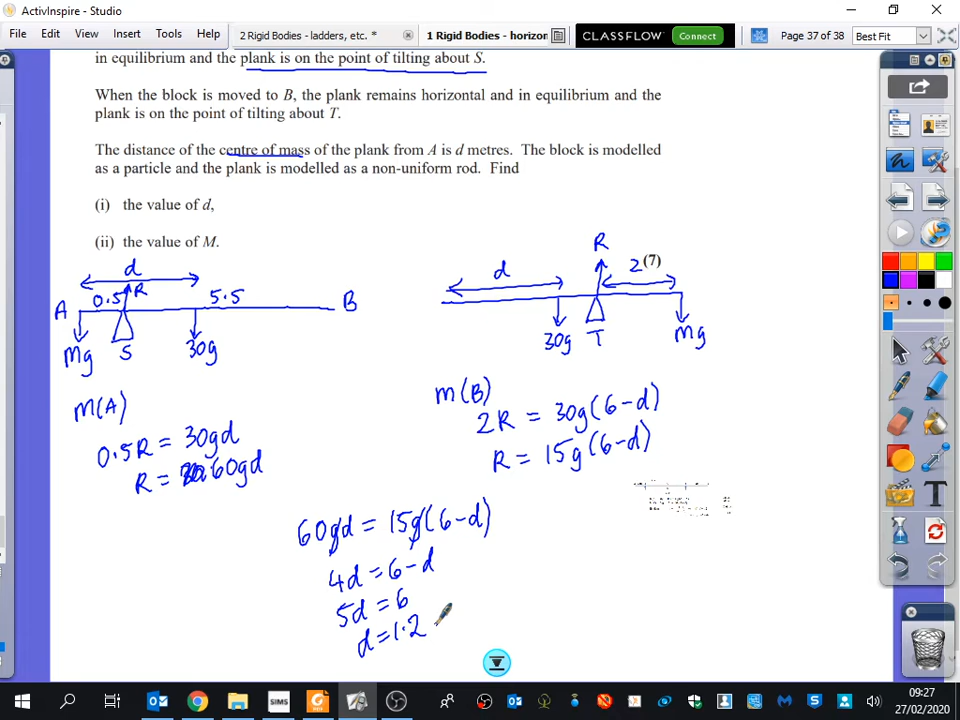 ActivInspire - Studio
File Edit View Insert Tools Help
2 Rigid Bodies - ladders, etc. *
1 Rigid Bodies - horizon
CLASSFLOW Connect
Page 37 of 38
Best Fit
in equilibrium and the plank is on the point of tilting about S.
When the block is moved to B, the plank remains horizontal and in equilibrium and the
plank is on the point of tilting about T.
The distance of the centre of mass of the plank from A is d metres. The block is modelled
as a particle and the plank is modelled as a non-uniform rod. Find
(i) the value of d,
(ii) the value of M.
(7)
d
0.5 R 5.5
A B
Mg S 30g
R
d 2
30g T Mg
M(A)
0.5R = 30gd
R = 60gd
M(B)
2R = 30g(6-d)
R = 15g(6-d)
60gd = 15g(6-d)
4d = 6-d
5d = 6
d = 1.2
SIMS
09:27
27/02/2020